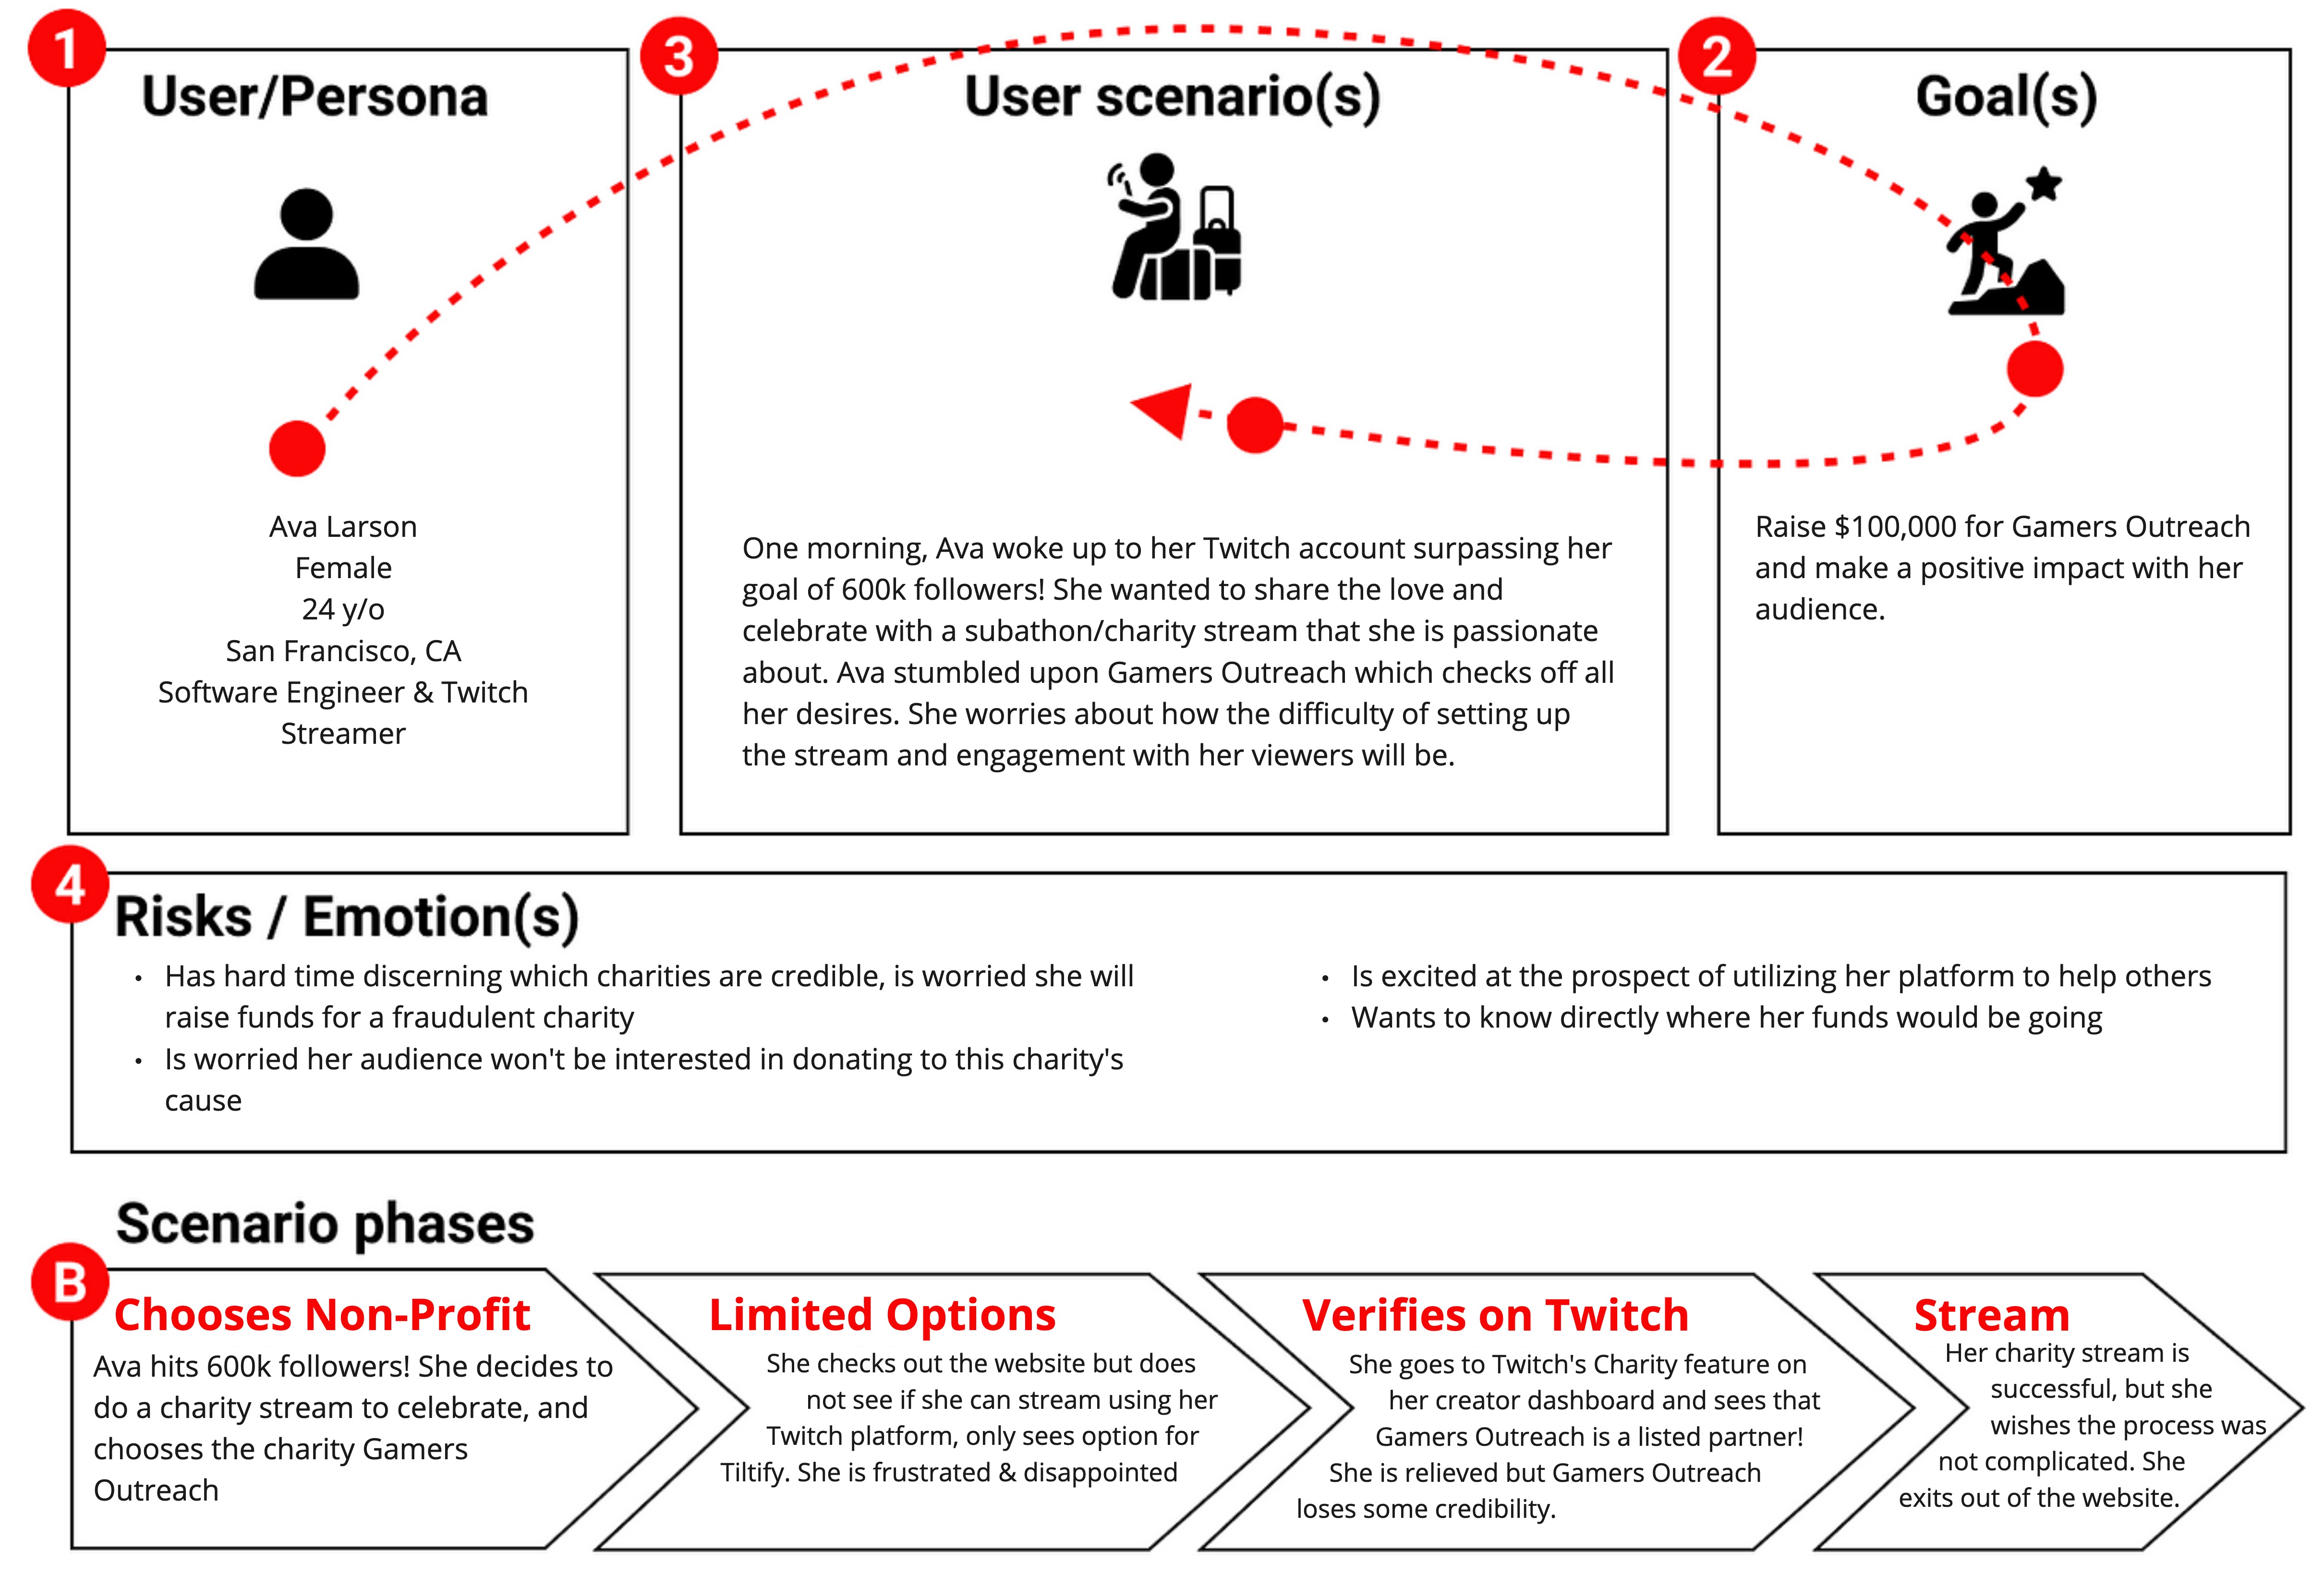 1
User/Persona
Ava Larson
Female
24 y/o
San Francisco, CA
Software Engineer & Twitch
Streamer
3
User scenario(s)
One morning, Ava woke up to her Twitch account surpassing her
goal of 600k followers! She wanted to share the love and
celebrate with a subathon/charity stream that she is passionate
about. Ava stumbled upon Gamers Outreach which checks off all
her desires. She worries about how the difficulty of setting up
the stream and engagement with her viewers will be.
2
Goal(s)
Raise $100,000 for Gamers Outreach
and make a positive impact with her
audience.
4
Risks / Emotion(s)
• Has hard time discerning which charities are credible, is worried she will
raise funds for a fraudulent charity
• Is worried her audience won't be interested in donating to this charity's
cause
• Is excited at the prospect of utilizing her platform to help others
• Wants to know directly where her funds would be going
Scenario phases
B
Chooses Non-Profit
Ava hits 600k followers! She decides to
do a charity stream to celebrate, and
chooses the charity Gamers
Outreach
Limited Options
She checks out the website but does
not see if she can stream using her
Twitch platform, only sees option for
Tiltify. She is frustrated & disappointed
Verifies on Twitch
She goes to Twitch's Charity feature on
her creator dashboard and sees that
Gamers Outreach is a listed partner!
She is relieved but Gamers Outreach
loses some credibility.
Stream
Her charity stream is
successful, but she
wishes the process was
not complicated. She
exits out of the website.